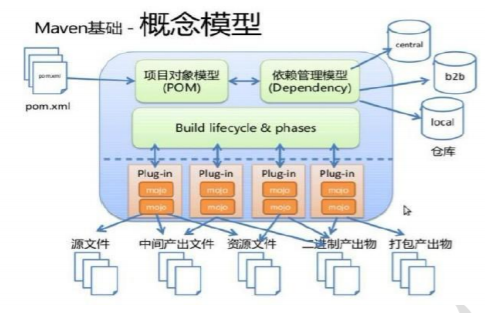 Maven基础 - 概念模型
pom.xml
pom.xml
项目对象模型
(POM)
依赖管理模型
(Dependency)
central
b2b
local
仓库
Build lifecycle & phases
Plug-in
mojo
mojo
Plug-in
mojo
mojo
Plug-in
mojo
mojo
Plug-in
mojo
mojo
源文件
中间产出文件
资源文件
二进制产出物
打包产出物